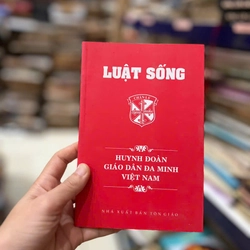 LUẬT SỐNG
HUYNH ĐOÀN
GIÁO DÂN ĐA MINH
VIỆT NAM
NHÀ XUẤT BẢN TÔN GIÁO